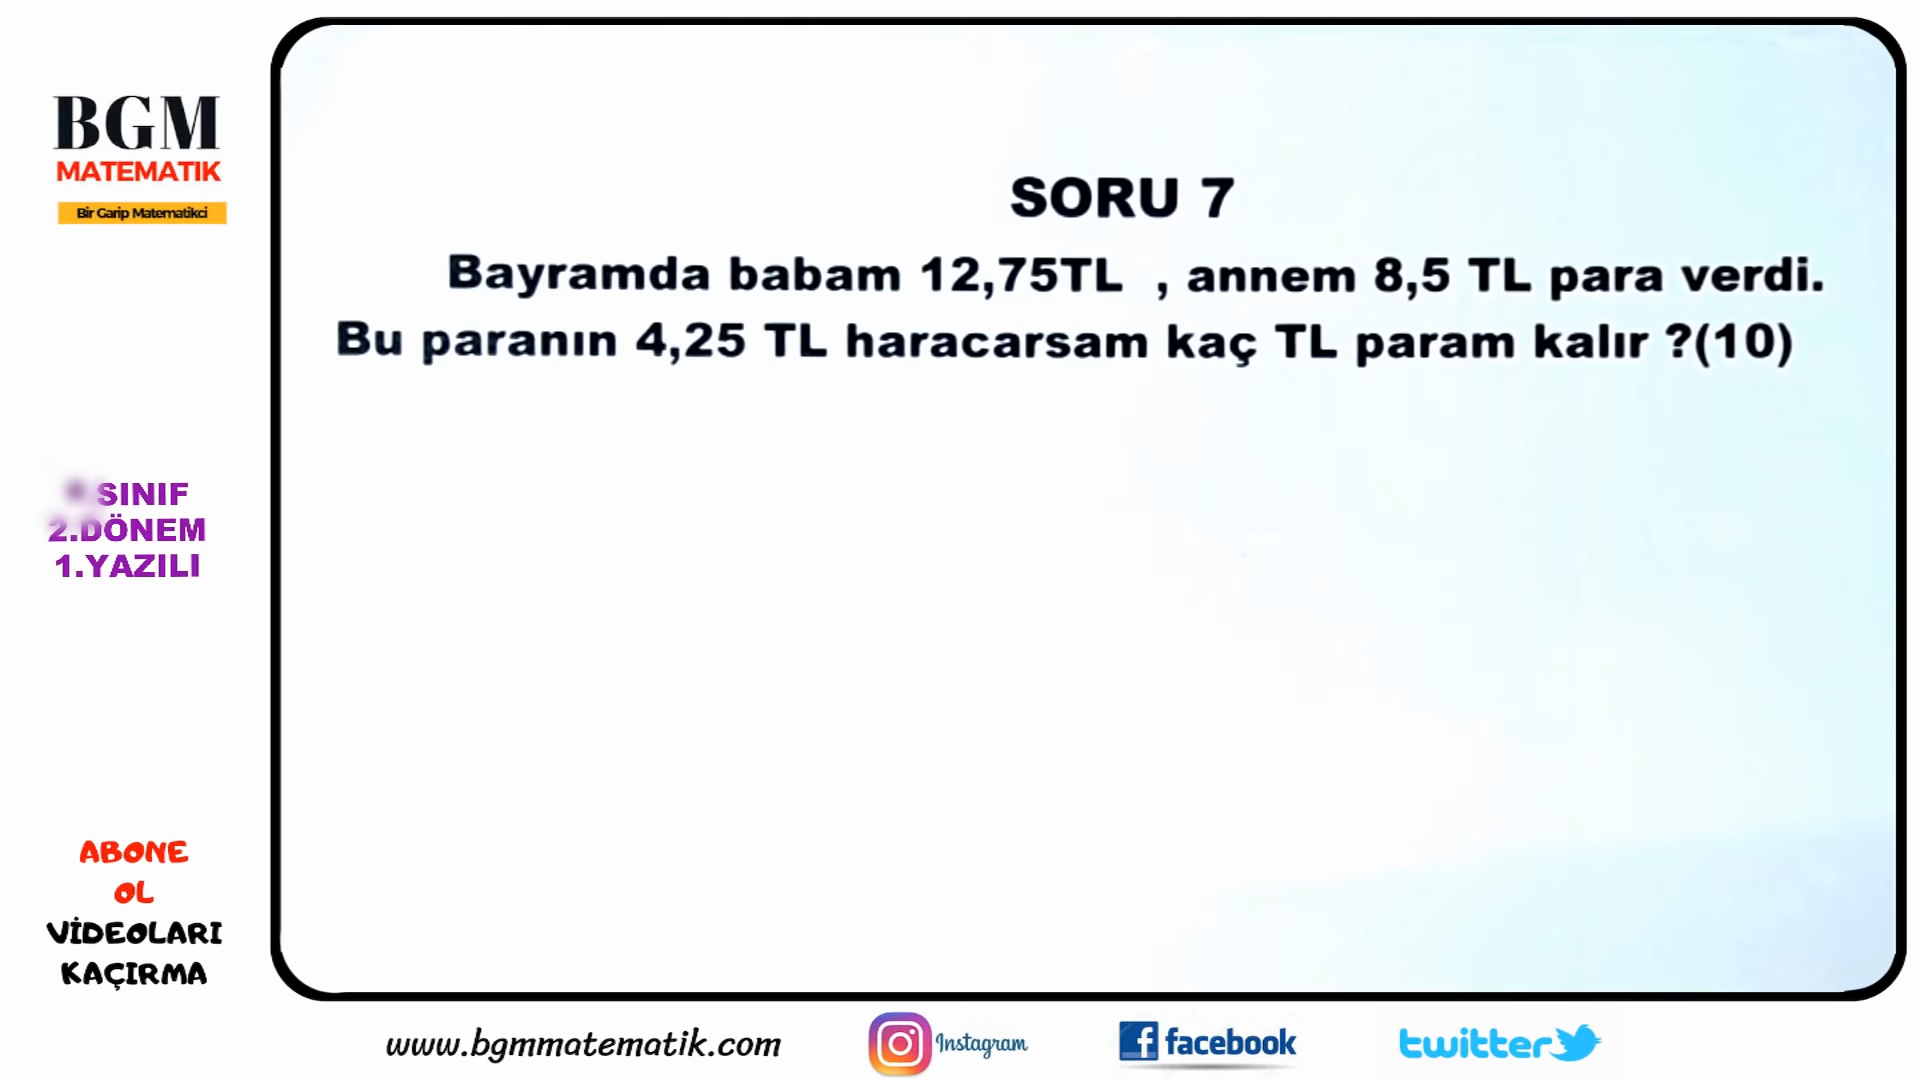 BGM
MATEMATIK
Bir Garip Matematikci
SORU 7
Bayramda babam 12,75TL , annem 8,5 TL para verdi.
Bu paranın 4,25 TL haracarsam kaç TL param kalır ?(10)
SINIF
2.DÖNEM
1.YAZILI
ABONE
OL
VİDEOLARI
KAÇIRMA
www.bgmmatematik.com
Instagram
facebook
twitter